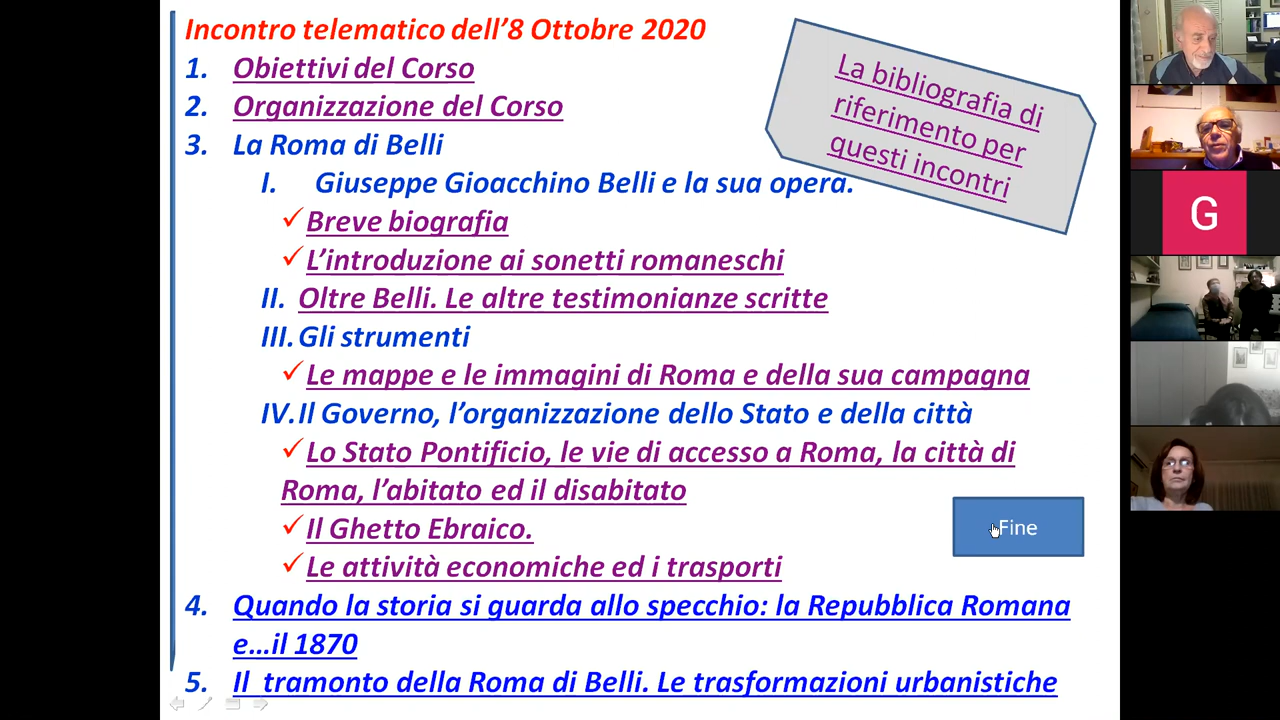 Incontro telematico dell’8 Ottobre 2020
1. Obiettivi del Corso
2. Organizzazione del Corso
3. La Roma di Belli
I. Giuseppe Gioacchino Belli e la sua opera.
✓Breve biografia
✓L’introduzione ai sonetti romaneschi
II. Oltre Belli. Le altre testimonianze scritte
III. Gli strumenti
✓Le mappe e le immagini di Roma e della sua campagna
IV. Il Governo, l’organizzazione dello Stato e della città
✓Lo Stato Pontificio, le vie di accesso a Roma, la città di
Roma, l’abitato ed il disabitato
✓Il Ghetto Ebraico.
✓Le attività economiche ed i trasporti
4. Quando la storia si guarda allo specchio: la Repubblica Romana
e…il 1870
5. Il tramonto della Roma di Belli. Le trasformazioni urbanistiche
La bibliografia di
riferimento per
questi incontri
Fine
G